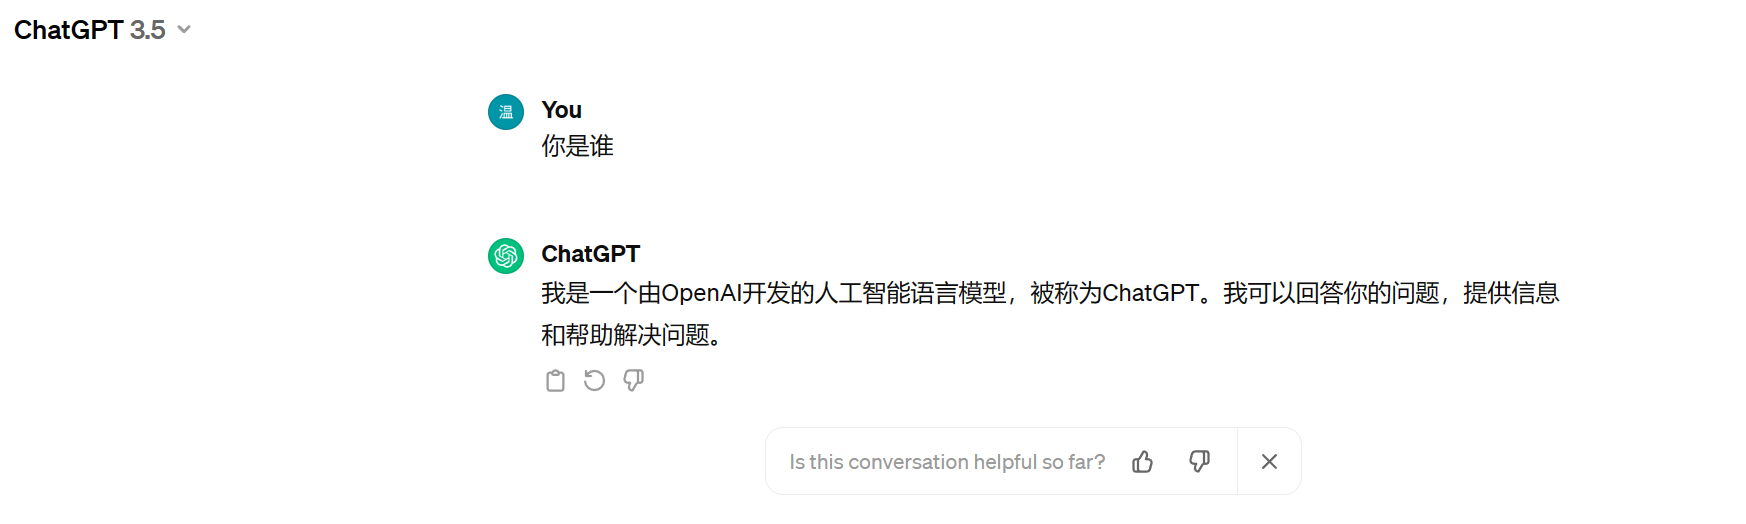 ChatGPT 3.5
温
You
你是谁
ChatGPT
我是一个由OpenAI开发的人工智能语言模型，被称为ChatGPT。我可以回答你的问题，提供信息
和帮助解决问题。
Is this conversation helpful so far?